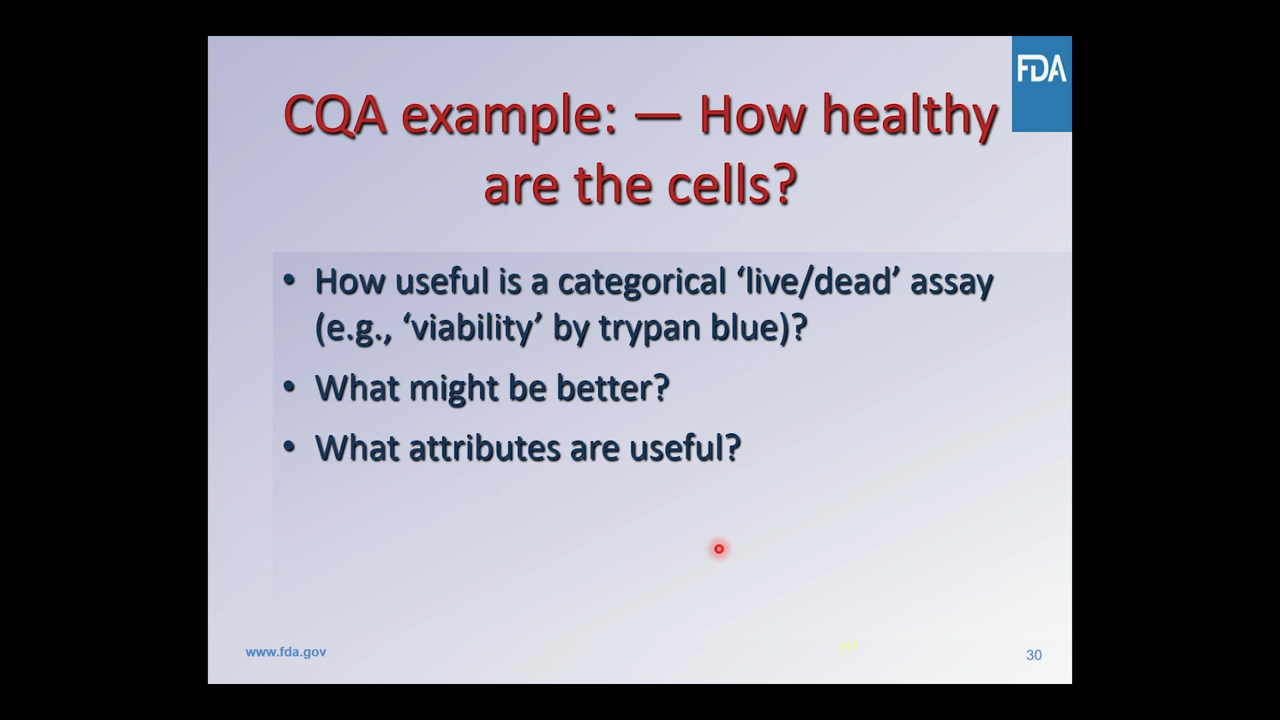 FDA
CQA example: — How healthy
are the cells?
• How useful is a categorical ‘live/dead’ assay
(e.g., ‘viability’ by trypan blue)?
• What might be better?
• What attributes are useful?
www.fda.gov
30